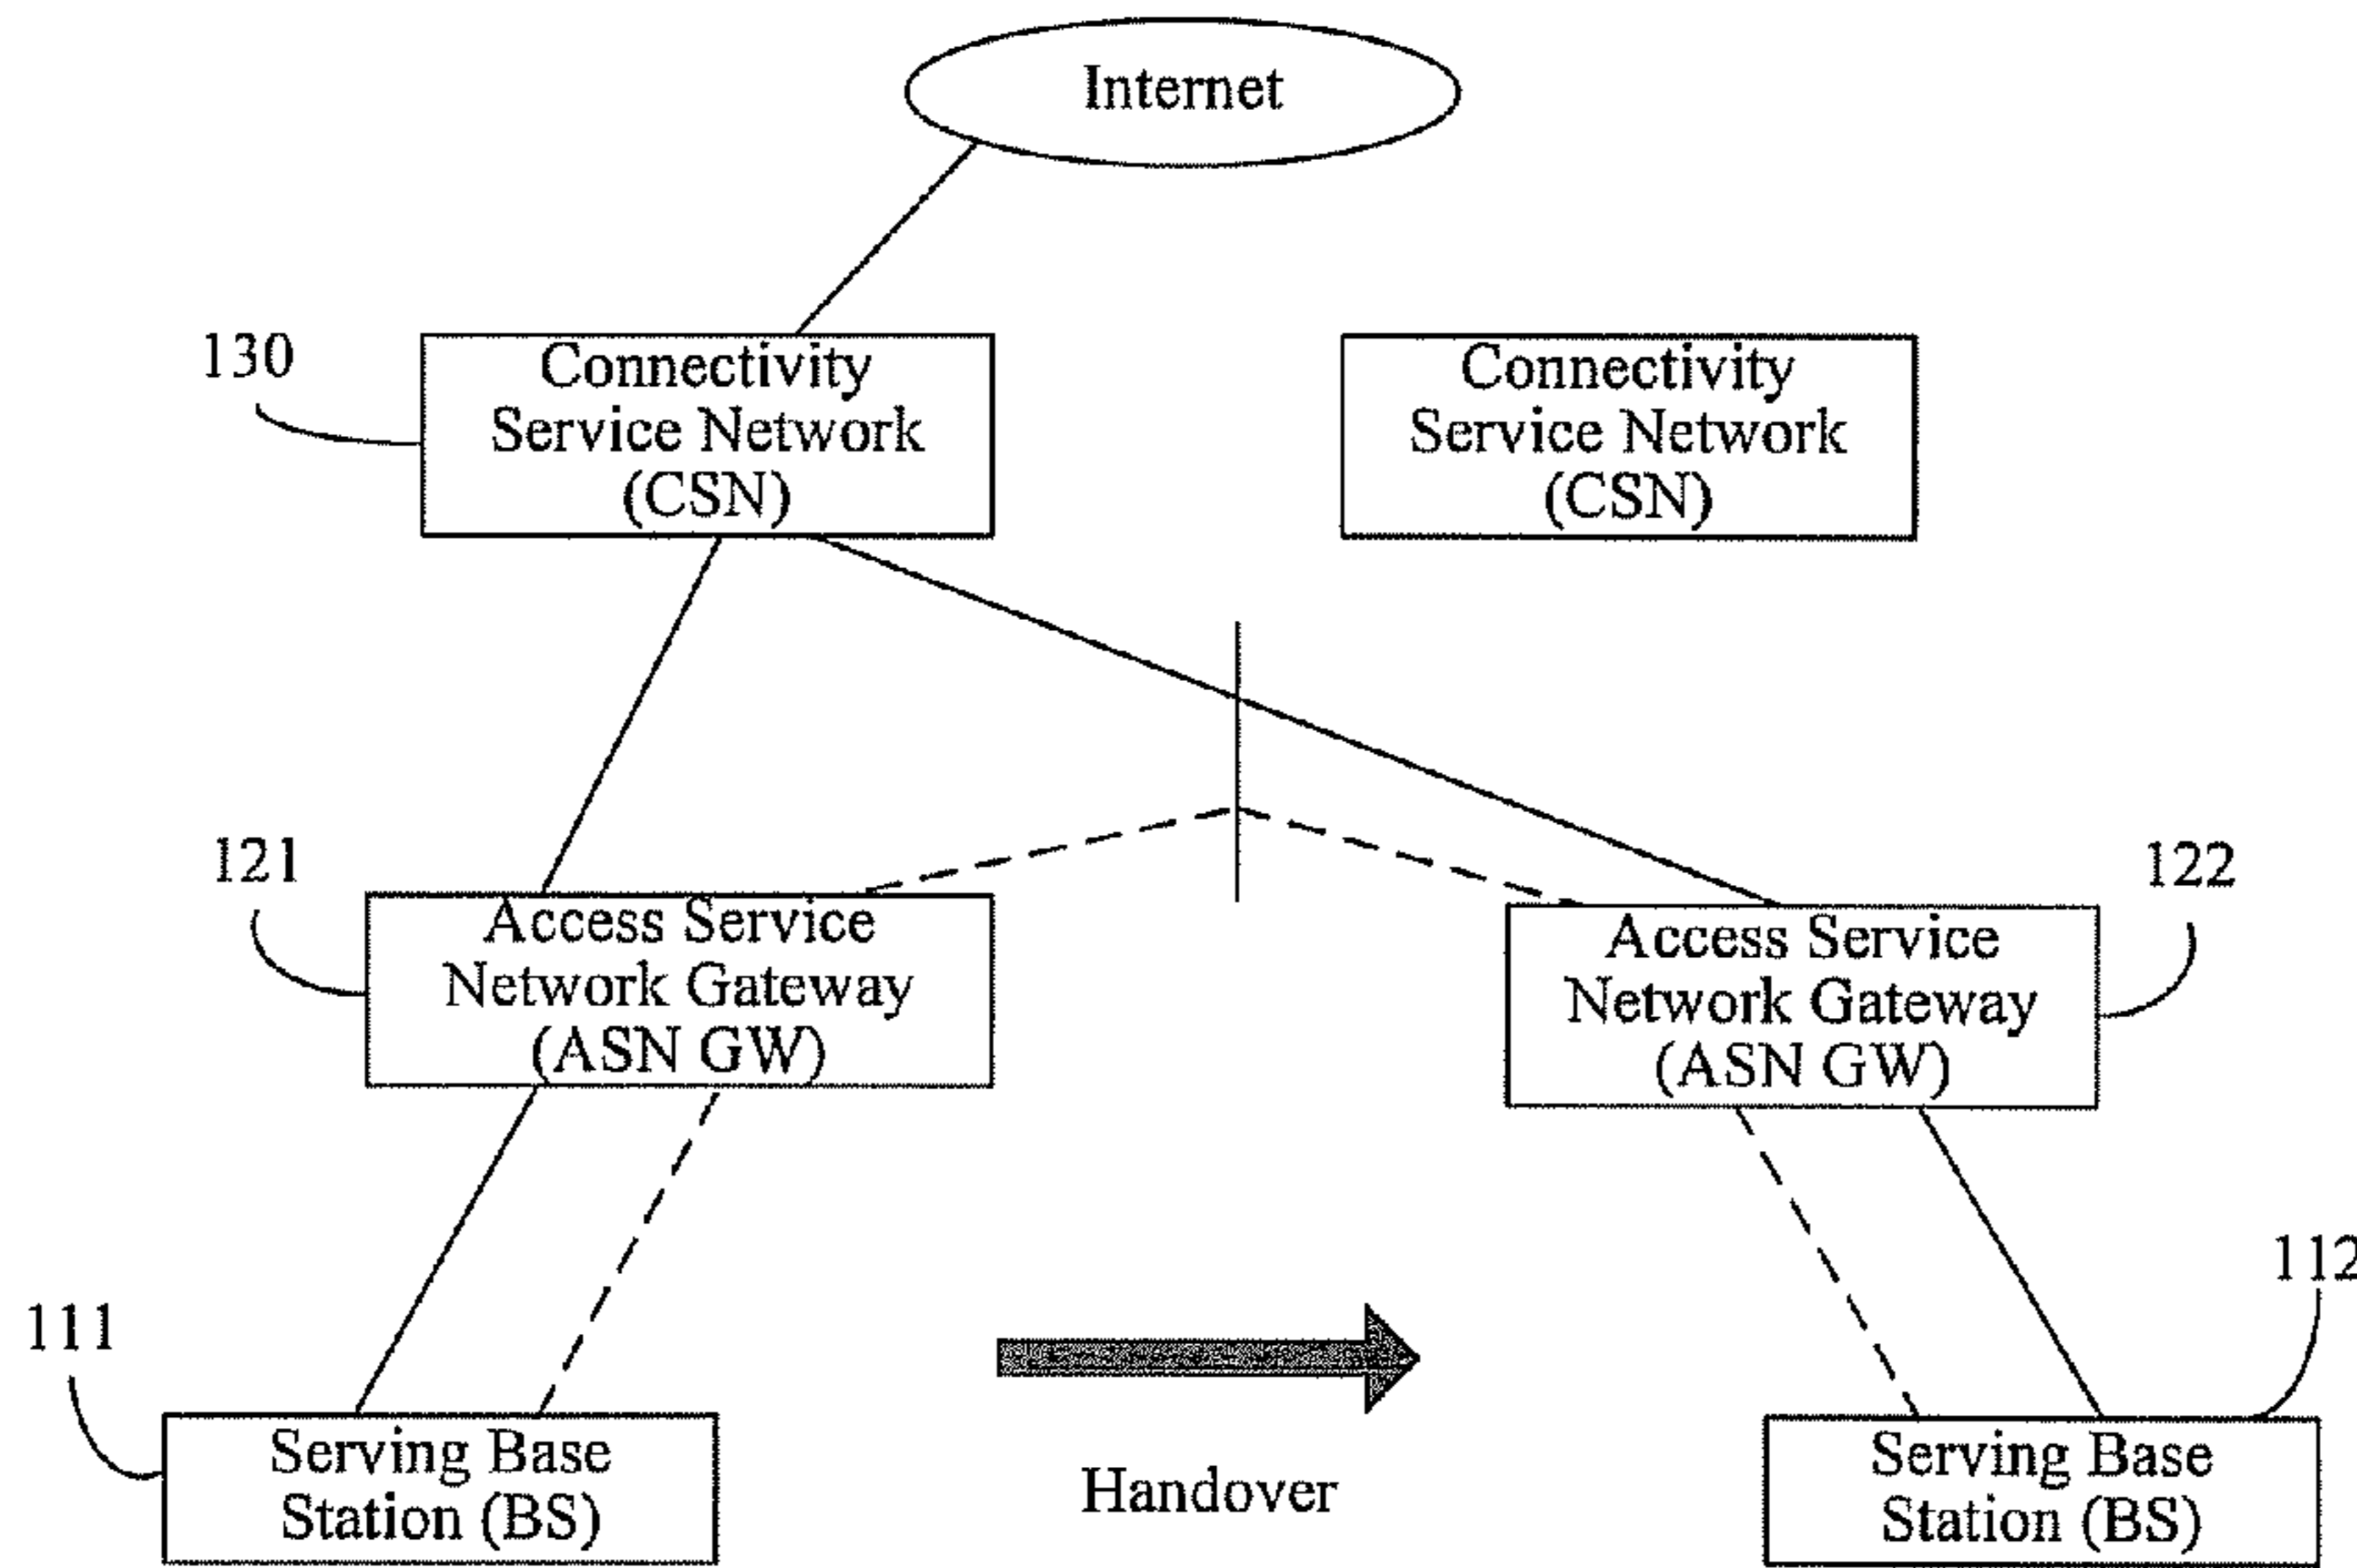 Internet
130
Connectivity
Service Network
(CSN)
Connectivity
Service Network
(CSN)
121
Access Service
Network Gateway
(ASN GW)
122
Access Service
Network Gateway
(ASN GW)
111
Serving Base
Station (BS)
Handover
112
Serving Base
Station (BS)